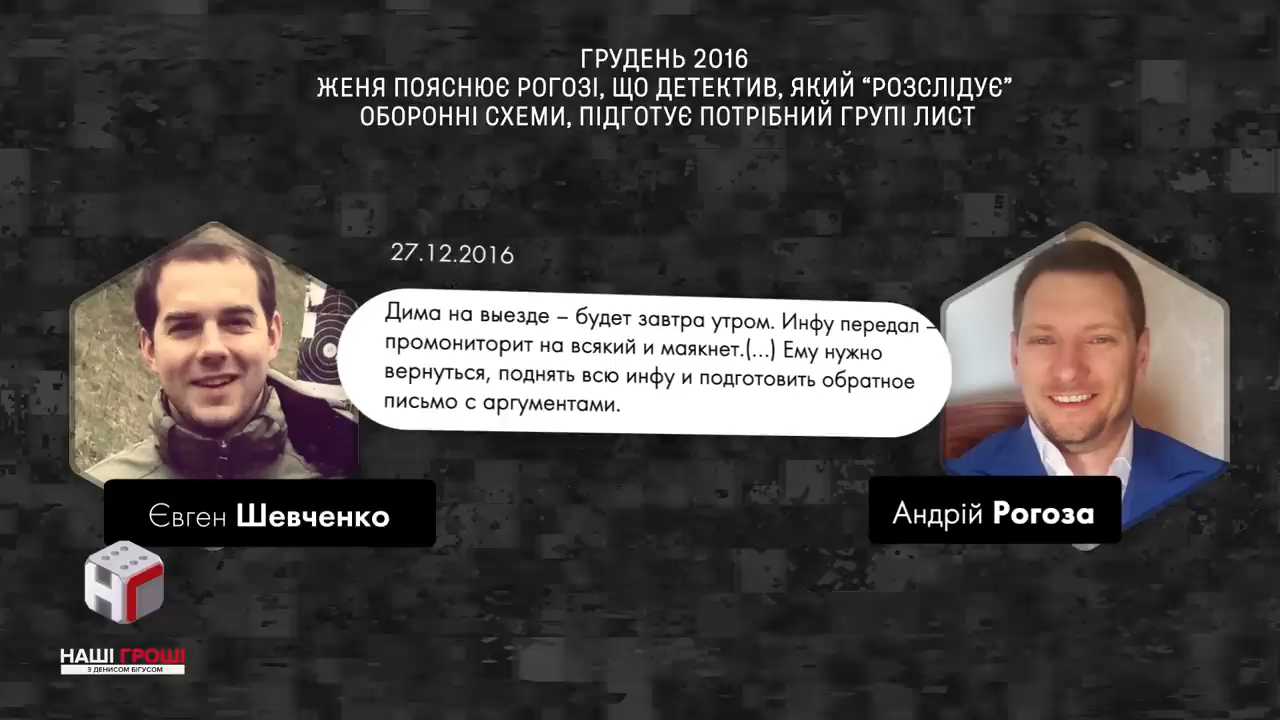 ГРУДЕНЬ 2016
ЖЕНЯ ПОЯСНЮЄ РОГОЗІ, ЩО ДЕТЕКТИВ, ЯКИЙ “РОЗСЛІДУЄ”
ОБОРОННІ СХЕМИ, ПІДГОТУЄ ПОТРІБНИЙ ГРУПІ ЛИСТ
27.12.2016
Дима на выезде – будет завтра утром. Инфу передал –
промониторит на всякий и маякнет.(...) Ему нужно
вернуться, поднять всю инфу и подготовить обратное
письмо с аргументами.
Євген Шевченко
Андрій Рогоза
НГ
НАШІ ГРОШІ
З ДЕНИСОМ БІГУСОМ